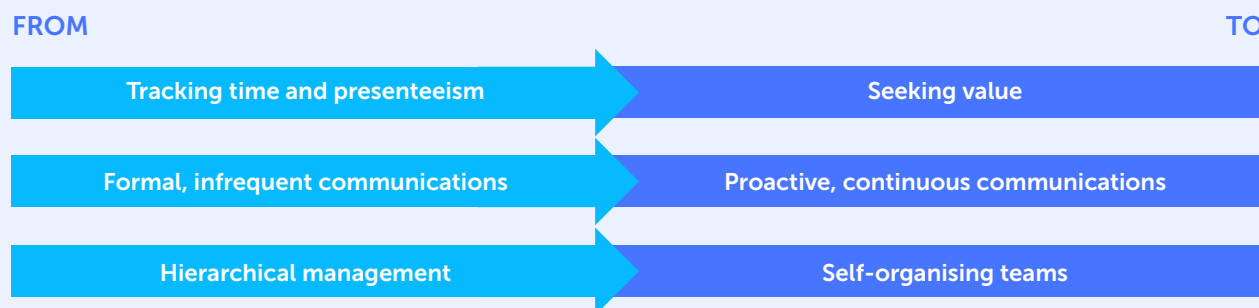 FROM
TO
Tracking time and presenteeism
Seeking value
Formal, infrequent communications
Proactive, continuous communications
Hierarchical management
Self-organising teams